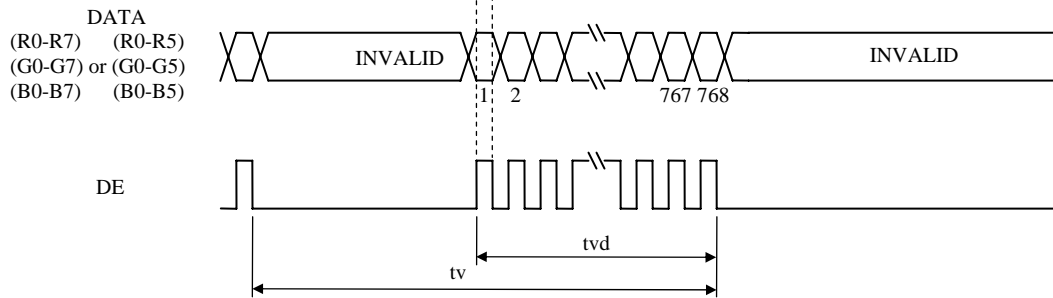 DATA
(R0-R7) (R0-R5)
(G0-G7) or (G0-G5)
(B0-B7) (B0-B5)
INVALID
INVALID
1 2 767 768
DE
tvd
tv